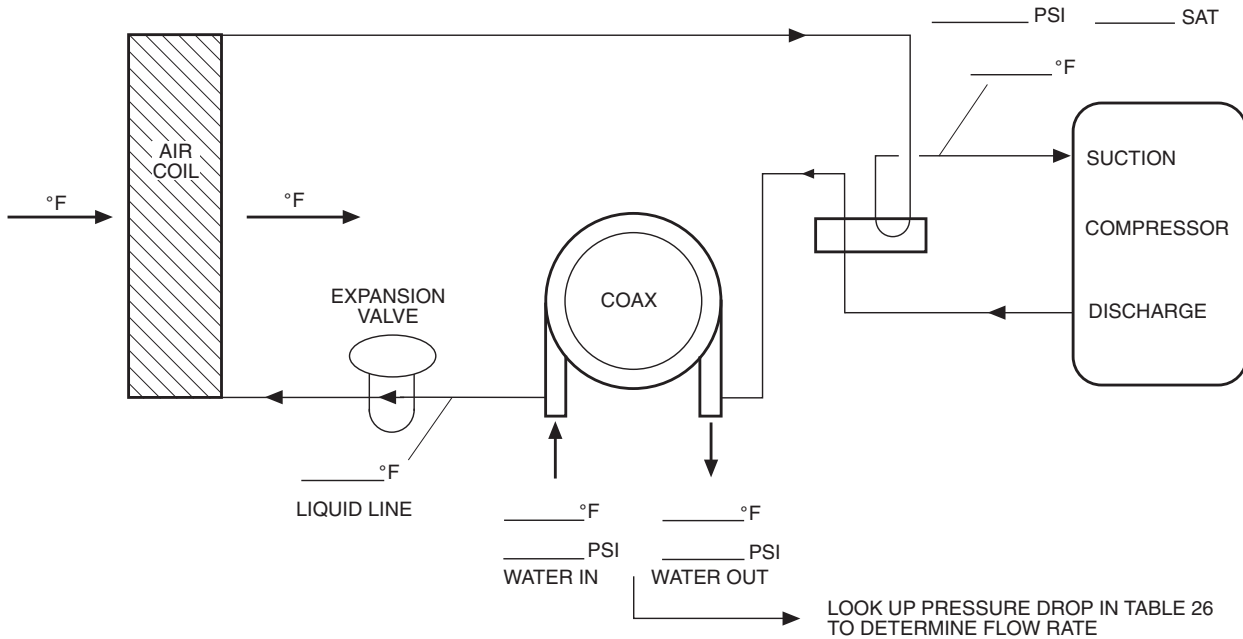 _______ PSI _______ SAT
_______ °F
AIR
COIL
SUCTION
°F
°F
COMPRESSOR
EXPANSION
VALVE
COAX
DISCHARGE
_______ °F
LIQUID LINE
_______ °F
_______ °F
_______ PSI
_______ PSI
WATER IN
WATER OUT
LOOK UP PRESSURE DROP IN TABLE 26
TO DETERMINE FLOW RATE